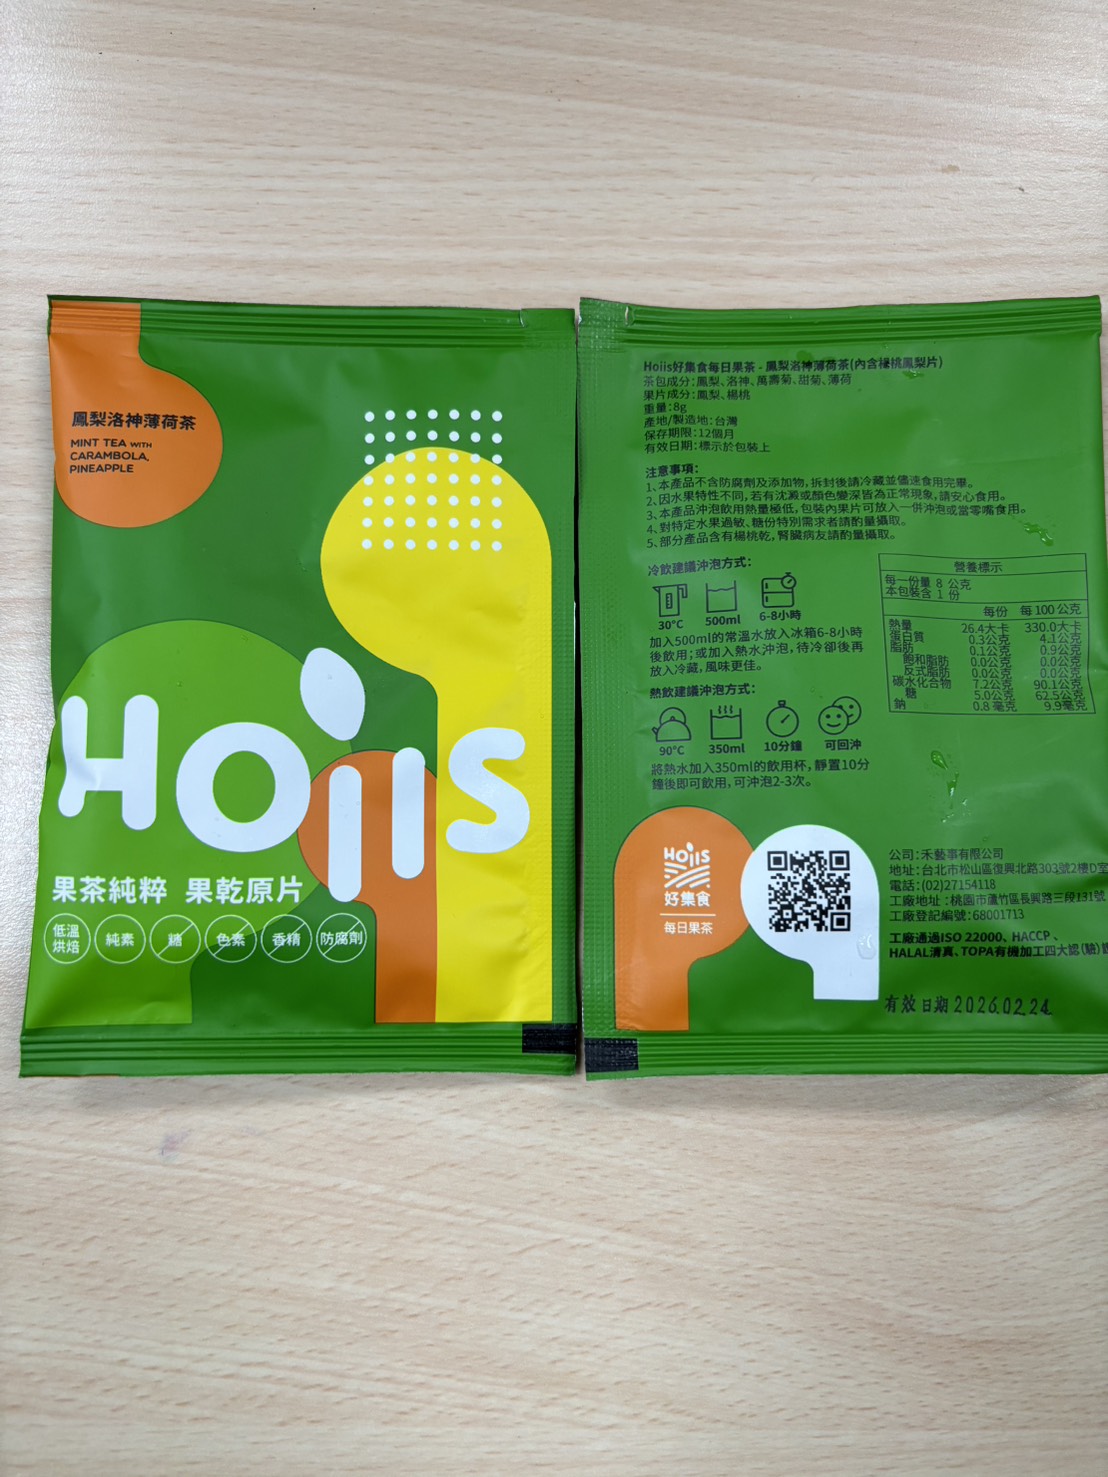 鳳梨洛神薄荷茶
MINT TEA WITH
CARAMBOLA,
PINEAPPLE
Hoiis
果茶純粹 果乾原片
低溫
烘焙
純素
糖
色素
香精
防腐劑
Hoiis好集食每日果茶 - 鳳梨洛神薄荷茶(內含楊桃鳳梨片)
茶包成分:鳳梨、洛神、萬壽菊、甜菊、薄荷
果片成分:鳳梨、楊桃
重量:8g
產地/製造地:台灣
保存期限:12個月
有效日期:標示於包裝上
注意事項:
1、本產品不含防腐劑及添加物,拆封後請冷藏並儘速食用完畢。
2、因水果特性不同,若有沈澱或顏色變深皆為正常現象,請安心食用。
3、本產品沖泡飲用熱量極低,包裝內果片可放入一併沖泡或當零嘴食用。
4、對特定水果過敏、糖份特別需求者請酌量攝取。
5、部分產品含有楊桃乾,腎臟病友請酌量攝取。
冷飲建議沖泡方式:
30°C 500ml 6-8小時
加入500ml的常溫水放入冰箱6-8小時
後飲用;或加入熱水沖泡,待冷卻後再
放入冷藏,風味更佳。
熱飲建議沖泡方式:
90°C 350ml 10分鐘 可回沖
將熱水加入350ml的飲用杯,靜置10分
鐘後即可飲用,可沖泡2-3次。
營養標示
每一份量 8 公克
本包裝含 1 份
每份 每 100 公克
熱量 26.4大卡 330.0大卡
蛋白質 0.3公克 4.1公克
脂肪 0.1公克 0.9公克
飽和脂肪 0.0公克 0.0公克
反式脂肪 0.0公克 0.0公克
碳水化合物 7.2公克 90.1公克
糖 5.0公克 62.5公克
鈉 0.8 毫克 9.9毫克
Hoiis
好集食
每日果茶
公司:禾藝事有限公司
地址:台北市松山區復興北路303號2樓D室
電話:(02)27154118
工廠地址:桃園市蘆竹區長興路三段131號
工廠登記編號:68001713
工廠通過ISO 22000、HACCP、
HALAL清真、TOPA有機加工四大認(驗)
有效日期2026.02.24